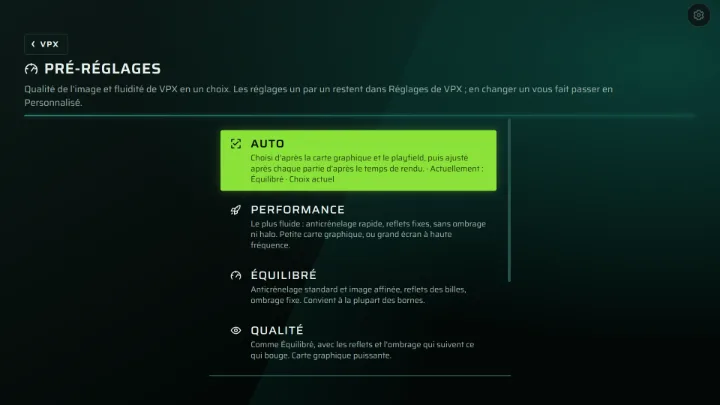 VPX
PRÉ-RÉGLAGES
Qualité de l'image et fluidité de VPX en un choix. Les réglages un par un restent dans Réglages de VPX ; en changer un vous fait passer en
Personnalisé.
AUTO
Choisi d'après la carte graphique et le playfield, puis ajusté
après chaque partie d'après le temps de rendu. · Actuellement :
Équilibré · Choix actuel
PERFORMANCE
Le plus fluide : anticrénelage rapide, reflets fixes, sans ombrage
ni halo. Petite carte graphique, ou grand écran à haute
fréquence.
ÉQUILIBRÉ
Anticrénelage standard et image affinée, reflets des billes,
ombrage fixe. Convient à la plupart des bornes.
QUALITÉ
Comme Équilibré, avec les reflets et l'ombrage qui suivent ce
qui bouge. Carte graphique puissante.